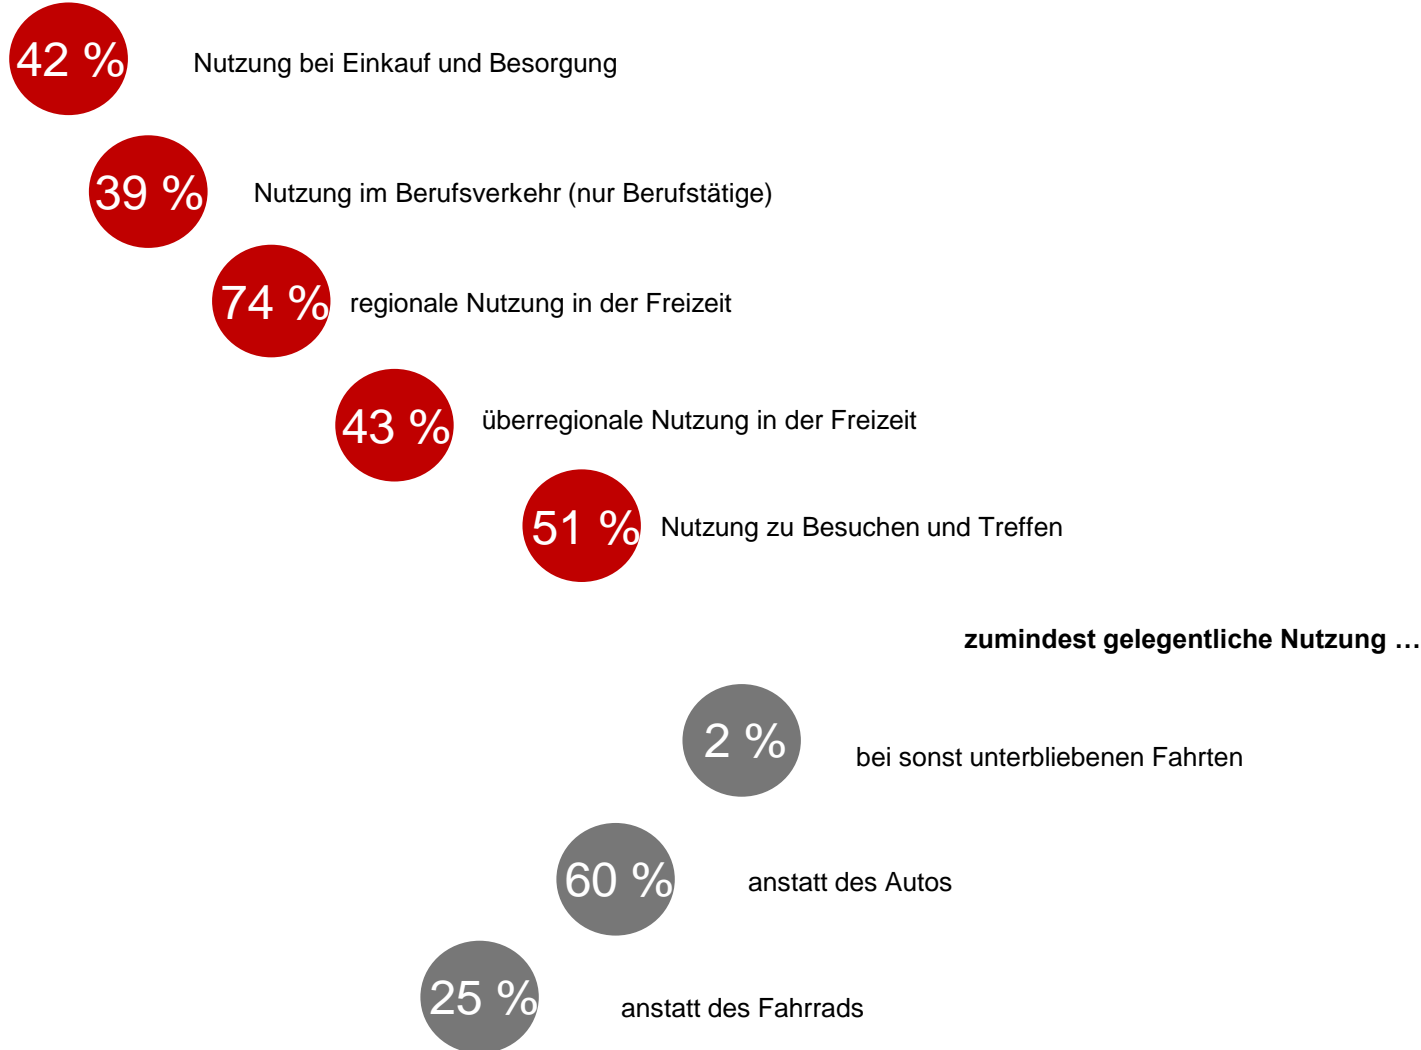 42 % Nutzung bei Einkauf und Besorgung
39 % Nutzung im Berufsverkehr (nur Berufstätige)
74 % regionale Nutzung in der Freizeit
43 % überregionale Nutzung in der Freizeit
51 % Nutzung zu Besuchen und Treffen
zumindest gelegentliche Nutzung …
2 % bei sonst unterbliebenen Fahrten
60 % anstatt des Autos
25 % anstatt des Fahrrads